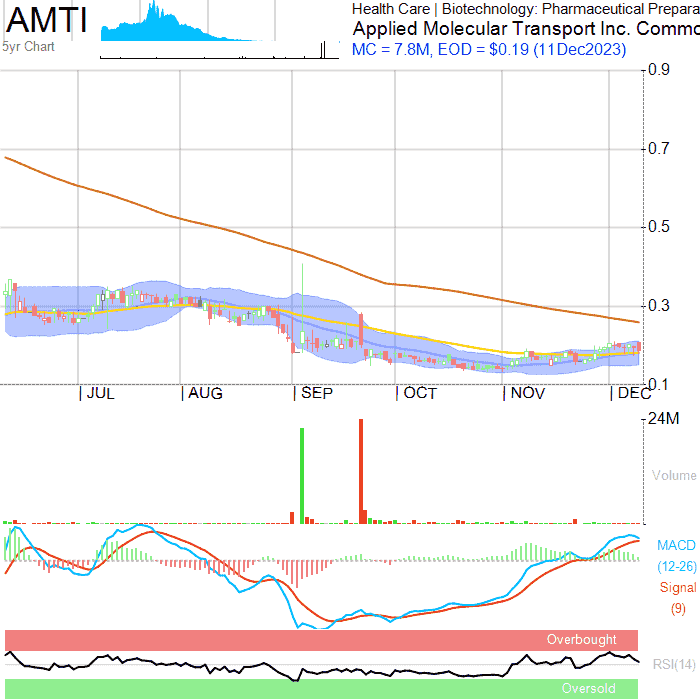 AMTI
5yr Chart
Health Care | Biotechnology: Pharmaceutical Prepara
Applied Molecular Transport Inc. Commo
MC = 7.8M, EOD = $0.19 (11Dec2023)
0.9
0.7
0.5
0.3
0.1
JUL
AUG
SEP
OCT
NOV
DEC
24M
Volume
MACD
(12-26)
Signal
(9)
Overbought
RSI(14)
Oversold